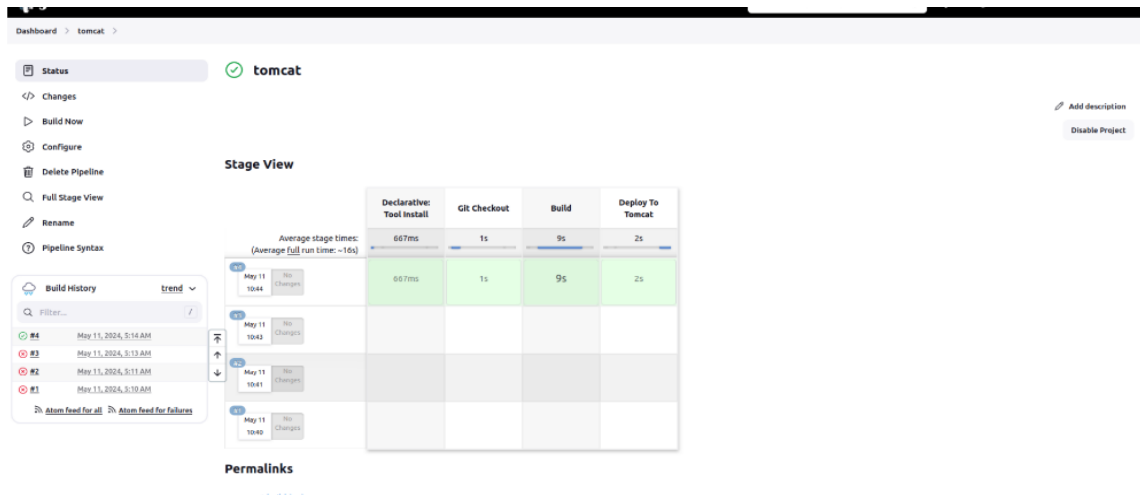 Dashboard > tomcat >
Status
Changes
Build Now
Configure
Delete Pipeline
Full Stage View
Rename
Pipeline Syntax
Build History trend
Filter... /
#4 May 11, 2024, 5:14 AM
#3 May 11, 2024, 5:13 AM
#2 May 11, 2024, 5:11 AM
#1 May 11, 2024, 5:10 AM
Atom feed for all Atom feed for failures
tomcat
Add description
Disable Project
Stage View
Declarative: Tool Install
Git Checkout
Build
Deploy To Tomcat
Average stage times:
(Average full run time: ~16s)
667ms 1s 9s 2s
#4
May 11
10:44
No Changes
667ms 1s 9s 2s
May 11
10:43
No Changes
#2
May 11
10:41
No Changes
#1
May 11
10:40
No Changes
Permalinks